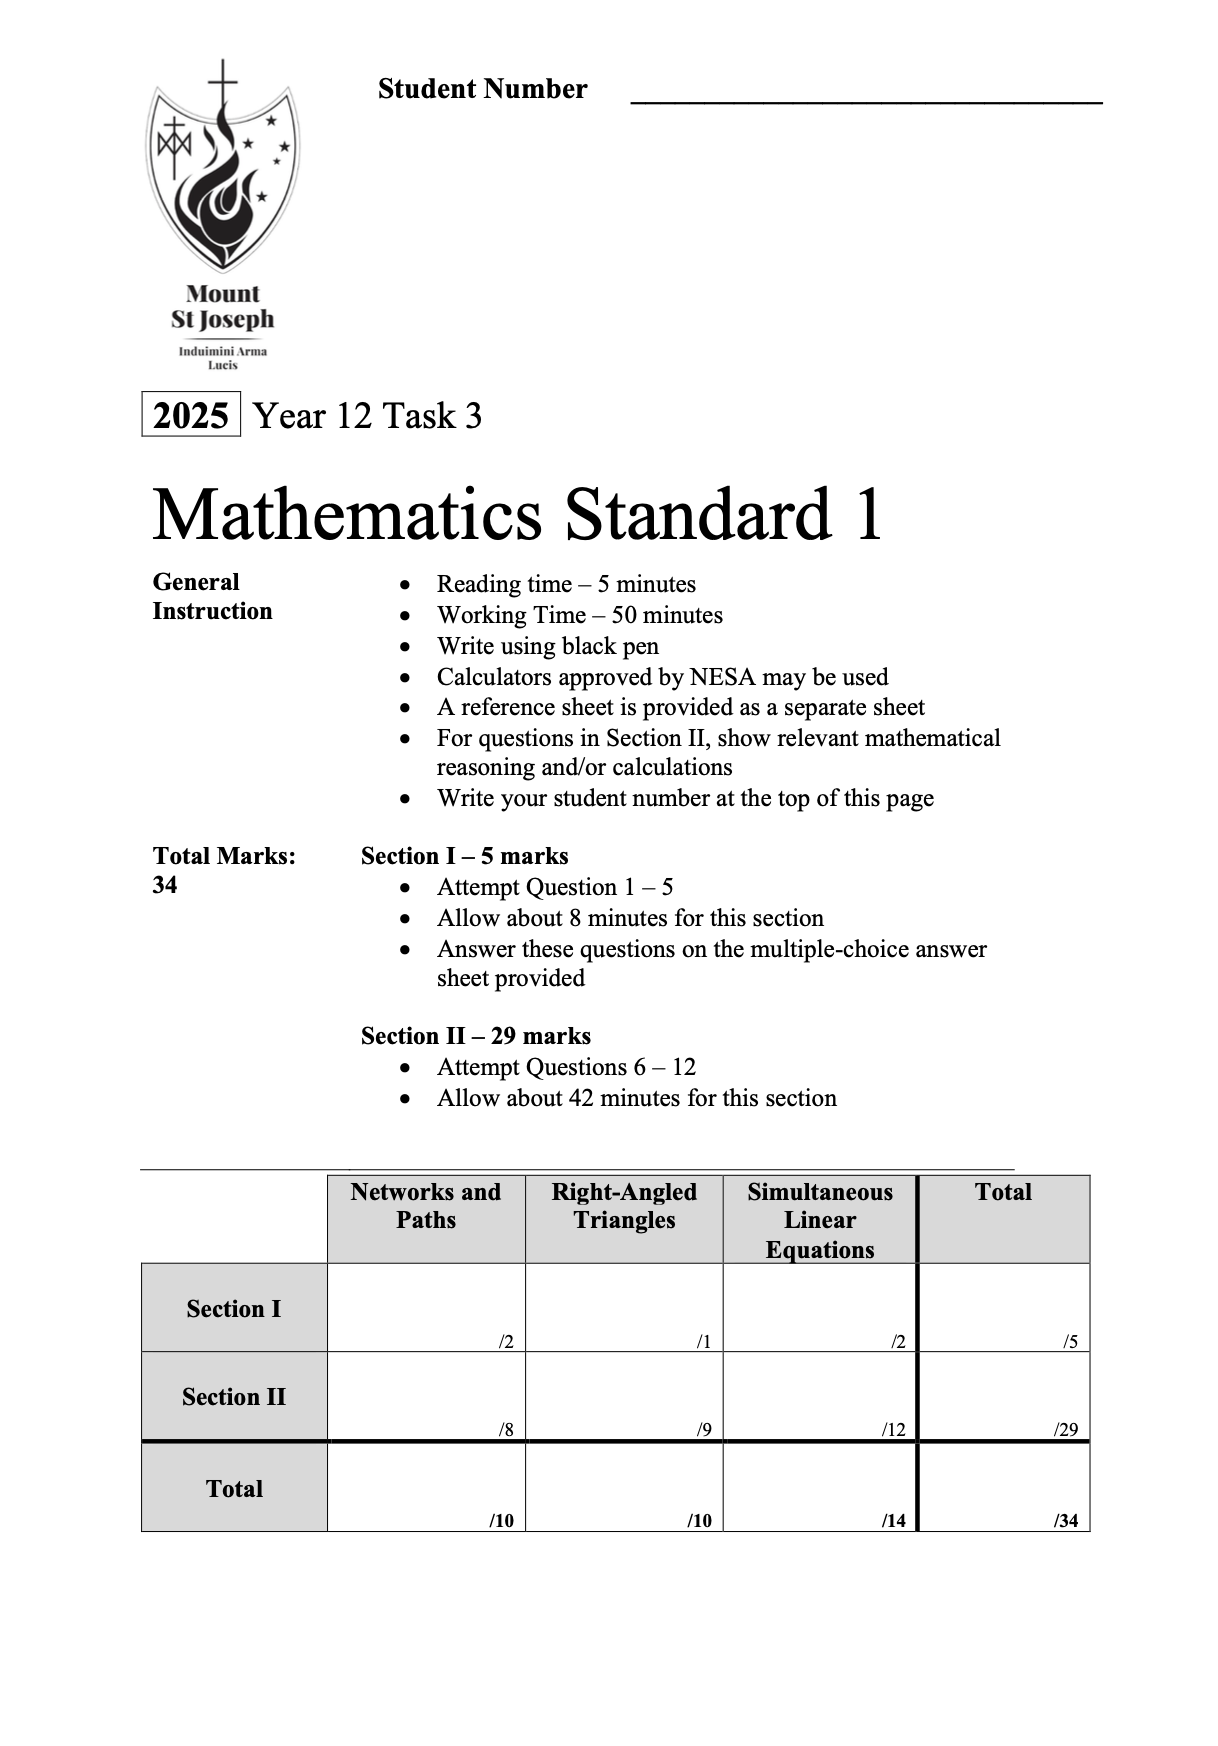 Student Number
Mount
St Joseph
Induimini Arma
Lucis
2025 Year 12 Task 3
Mathematics Standard 1
General
Instruction
• Reading time – 5 minutes
• Working Time – 50 minutes
• Write using black pen
• Calculators approved by NESA may be used
• A reference sheet is provided as a separate sheet
• For questions in Section II, show relevant mathematical
reasoning and/or calculations
• Write your student number at the top of this page
Total Marks:
34
Section I – 5 marks
• Attempt Question 1 – 5
• Allow about 8 minutes for this section
• Answer these questions on the multiple-choice answer
sheet provided
Section II – 29 marks
• Attempt Questions 6 – 12
• Allow about 42 minutes for this section
Networks and
Paths
Right-Angled
Triangles
Simultaneous
Linear
Equations
Total
Section I
/2
/1
/2
/5
Section II
/8
/9
/12
/29
Total
/10
/10
/14
/34